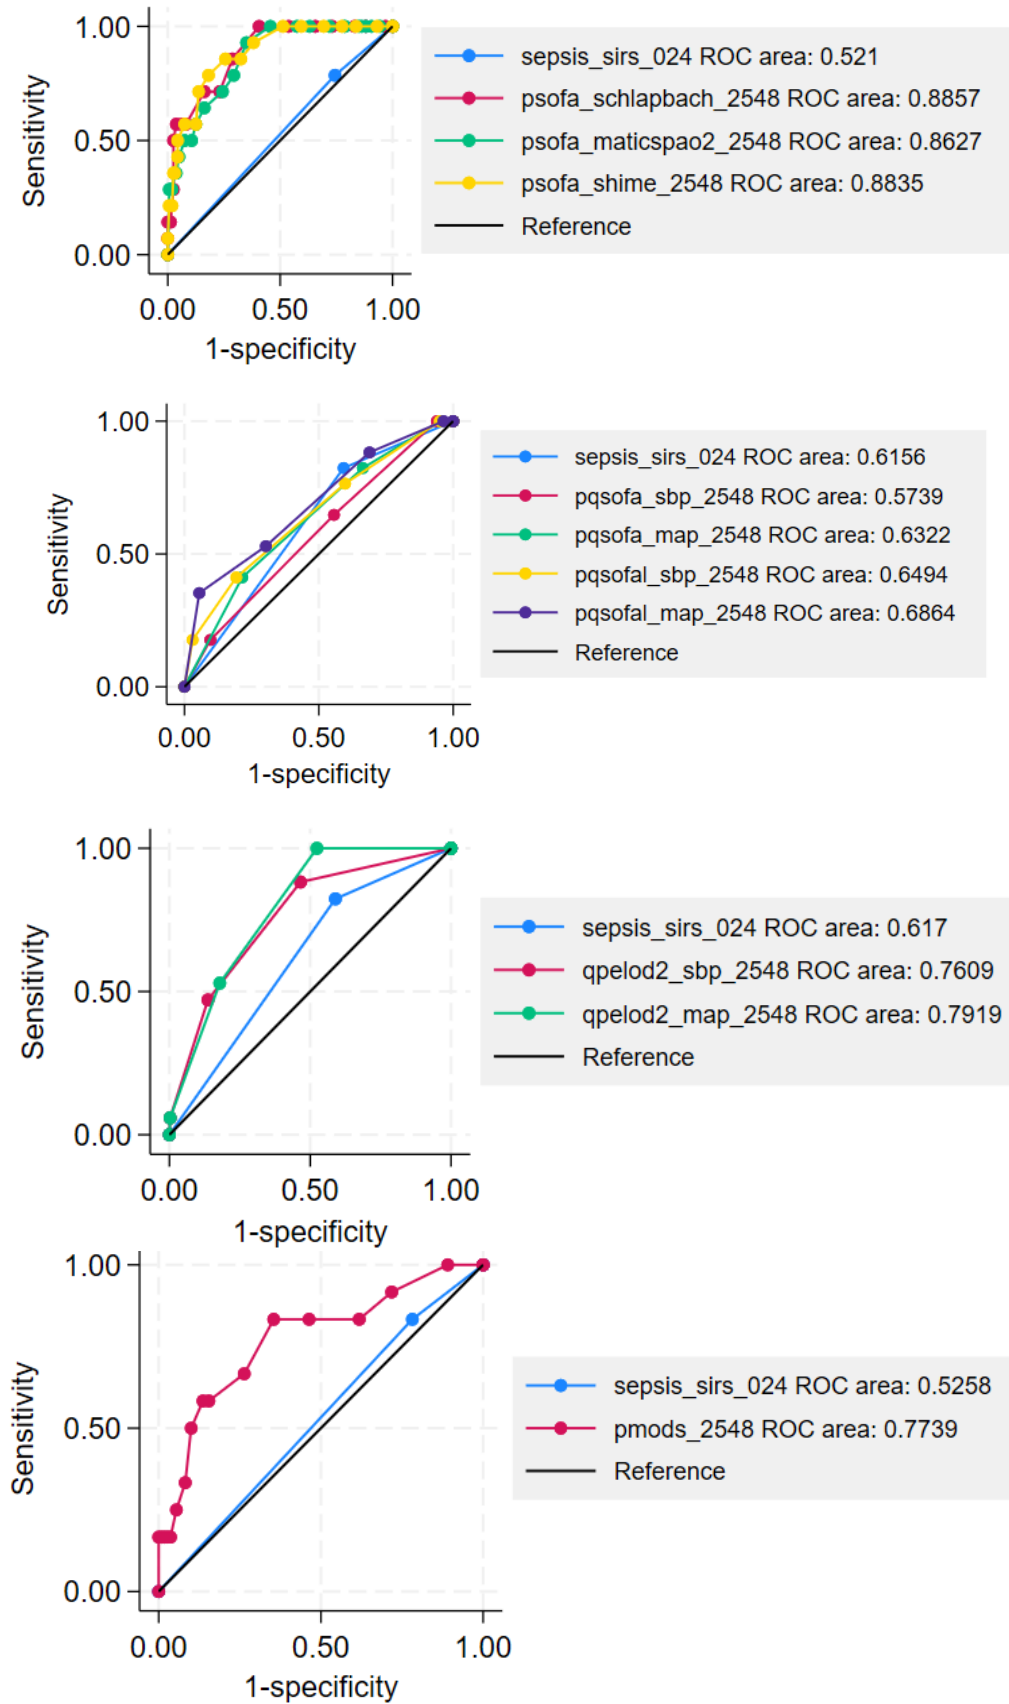 1.00
0.50
0.00
Sensitivity
0.00 0.50 1.00
1-specificity
sepsis_sirs_024 ROC area: 0.521
psofa_schlapbach_2548 ROC area: 0.8857
psofa_maticspao2_2548 ROC area: 0.8627
psofa_shime_2548 ROC area: 0.8835
Reference
1.00
0.50
0.00
Sensitivity
0.00 0.50 1.00
1-specificity
sepsis_sirs_024 ROC area: 0.6156
pqsofa_sbp_2548 ROC area: 0.5739
pqsofa_map_2548 ROC area: 0.6322
pqsofal_sbp_2548 ROC area: 0.6494
pqsofal_map_2548 ROC area: 0.6864
Reference
1.00
0.50
0.00
Sensitivity
0.00 0.50 1.00
1-specificity
sepsis_sirs_024 ROC area: 0.617
qpelod2_sbp_2548 ROC area: 0.7609
qpelod2_map_2548 ROC area: 0.7919
Reference
1.00
0.50
0.00
Sensitivity
0.00 0.50 1.00
1-specificity
sepsis_sirs_024 ROC area: 0.5258
pmods_2548 ROC area: 0.7739
Reference